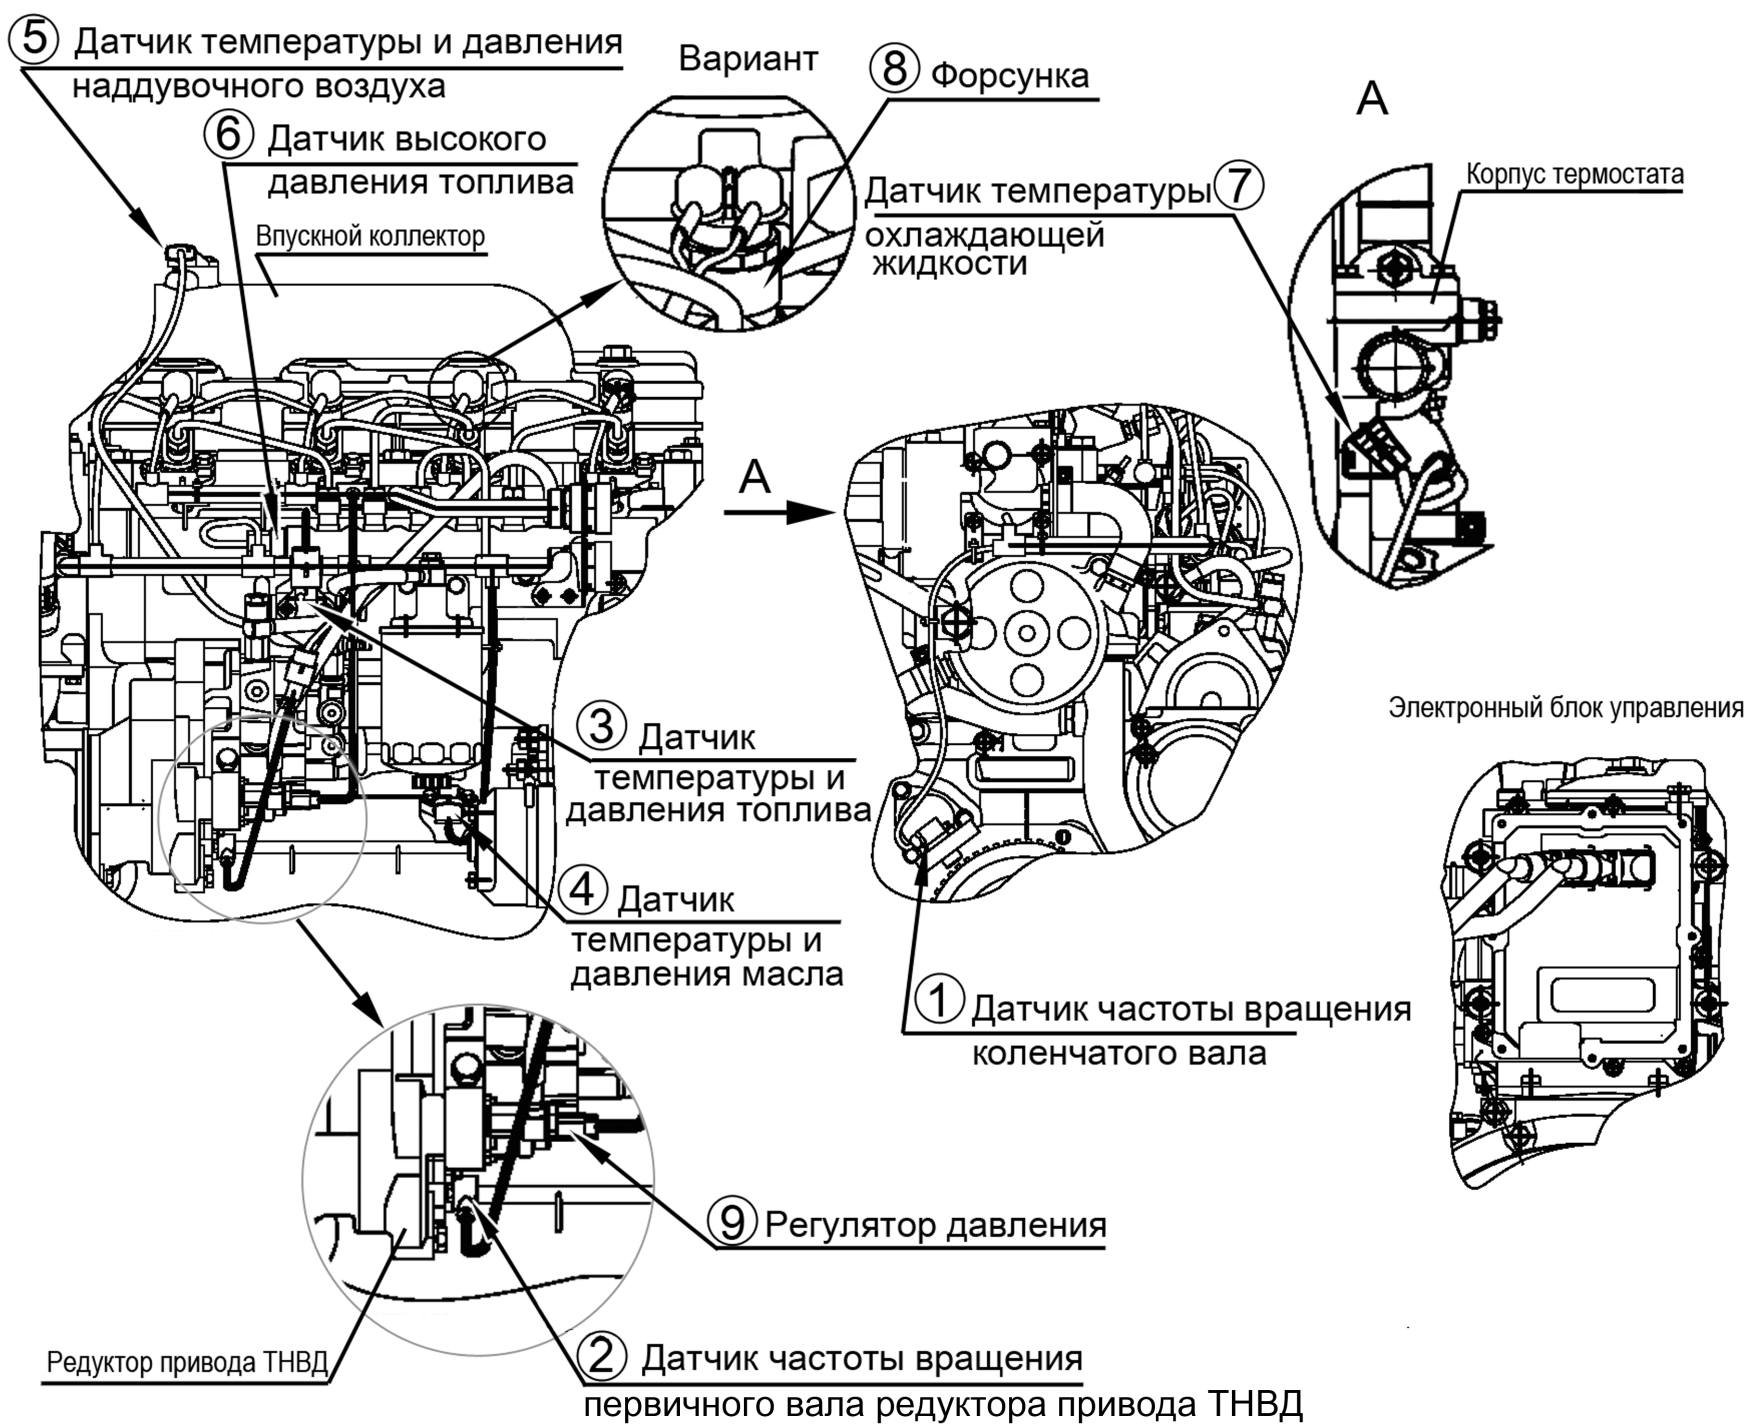 5 Датчик температуры и давления
наддувочного воздуха
6 Датчик высокого
давления топлива
Впускной коллектор
Вариант
8 Форсунка
А
Датчик температуры 7
охлаждающей
жидкости
Корпус термостата
А
3 Датчик
температуры и
давления топлива
4 Датчик
температуры и
давления масла
1 Датчик частоты вращения
коленчатого вала
Электронный блок управления
9 Регулятор давления
Редуктор привода ТНВД
2 Датчик частоты вращения
первичного вала редуктора привода ТНВД